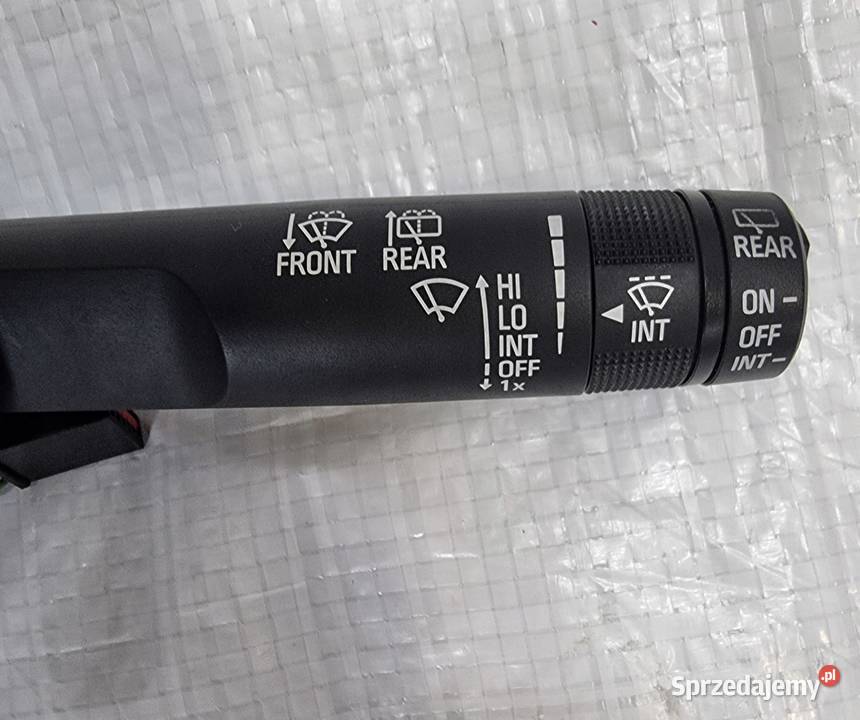 FRONT
REAR
HI
LO
INT
OFF
1x
INT
REAR
ON
OFF
INT
Sprzedajemy.pl